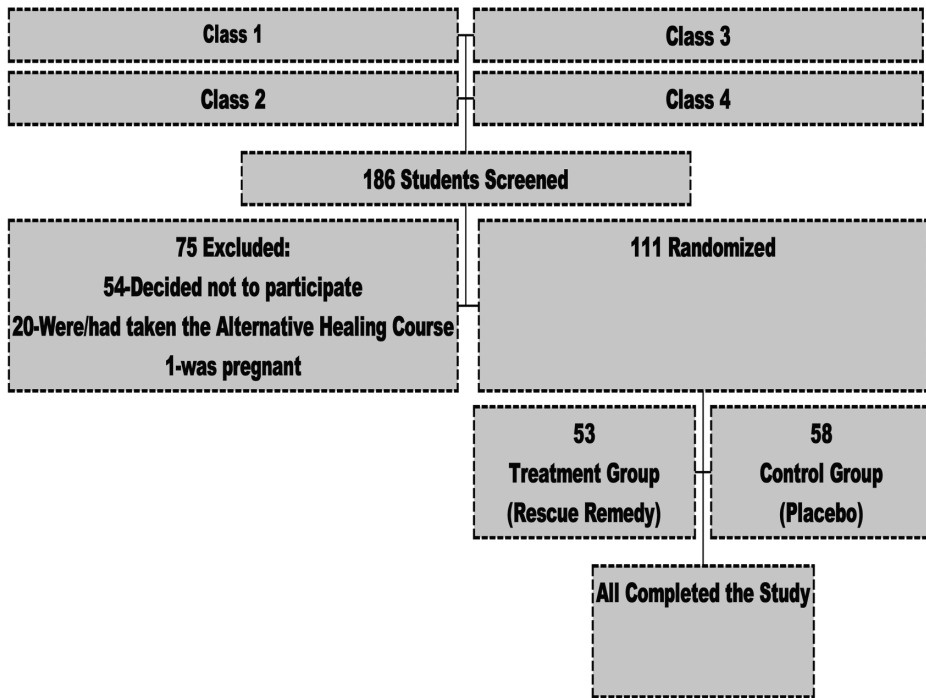 Class 1
Class 3
Class 2
Class 4
186 Students Screened
75 Excluded:
54-Decided not to participate
20-Were/had taken the Alternative Healing Course
1-was pregnant
111 Randomized
53
Treatment Group
(Rescue Remedy)
58
Control Group
(Placebo)
All Completed the Study